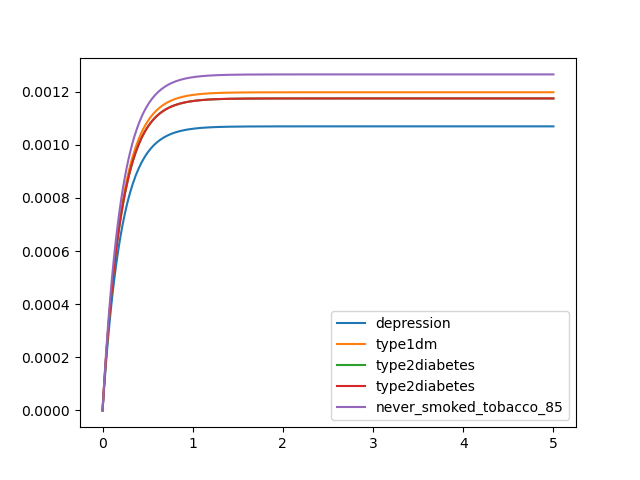 0.0012
0.0010
0.0008
0.0006
0.0004
0.0002
0.0000
depression
type1dm
type2diabetes
type2diabetes
never_smoked_tobacco_85
0 1 2 3 4 5